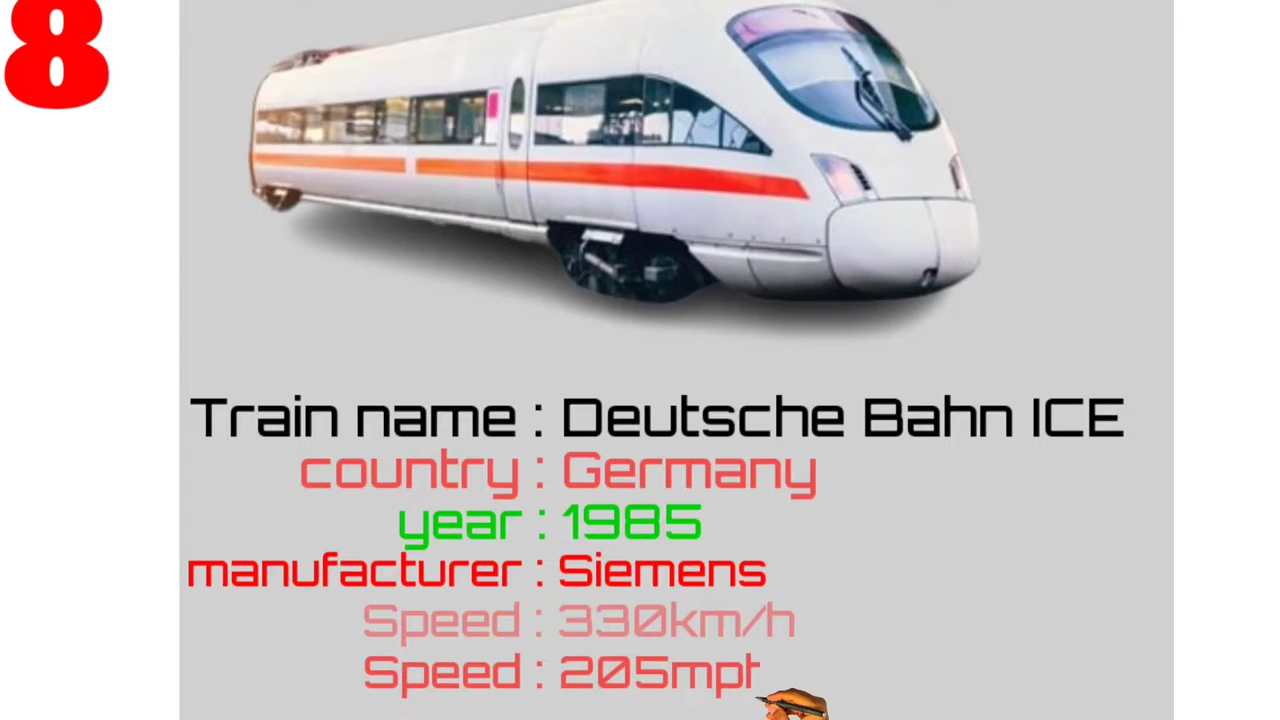 8
Train name : Deutsche Bahn ICE
country : Germany
year : 1985
manufacturer : Siemens
Speed : 330km/h
Speed : 205mpt